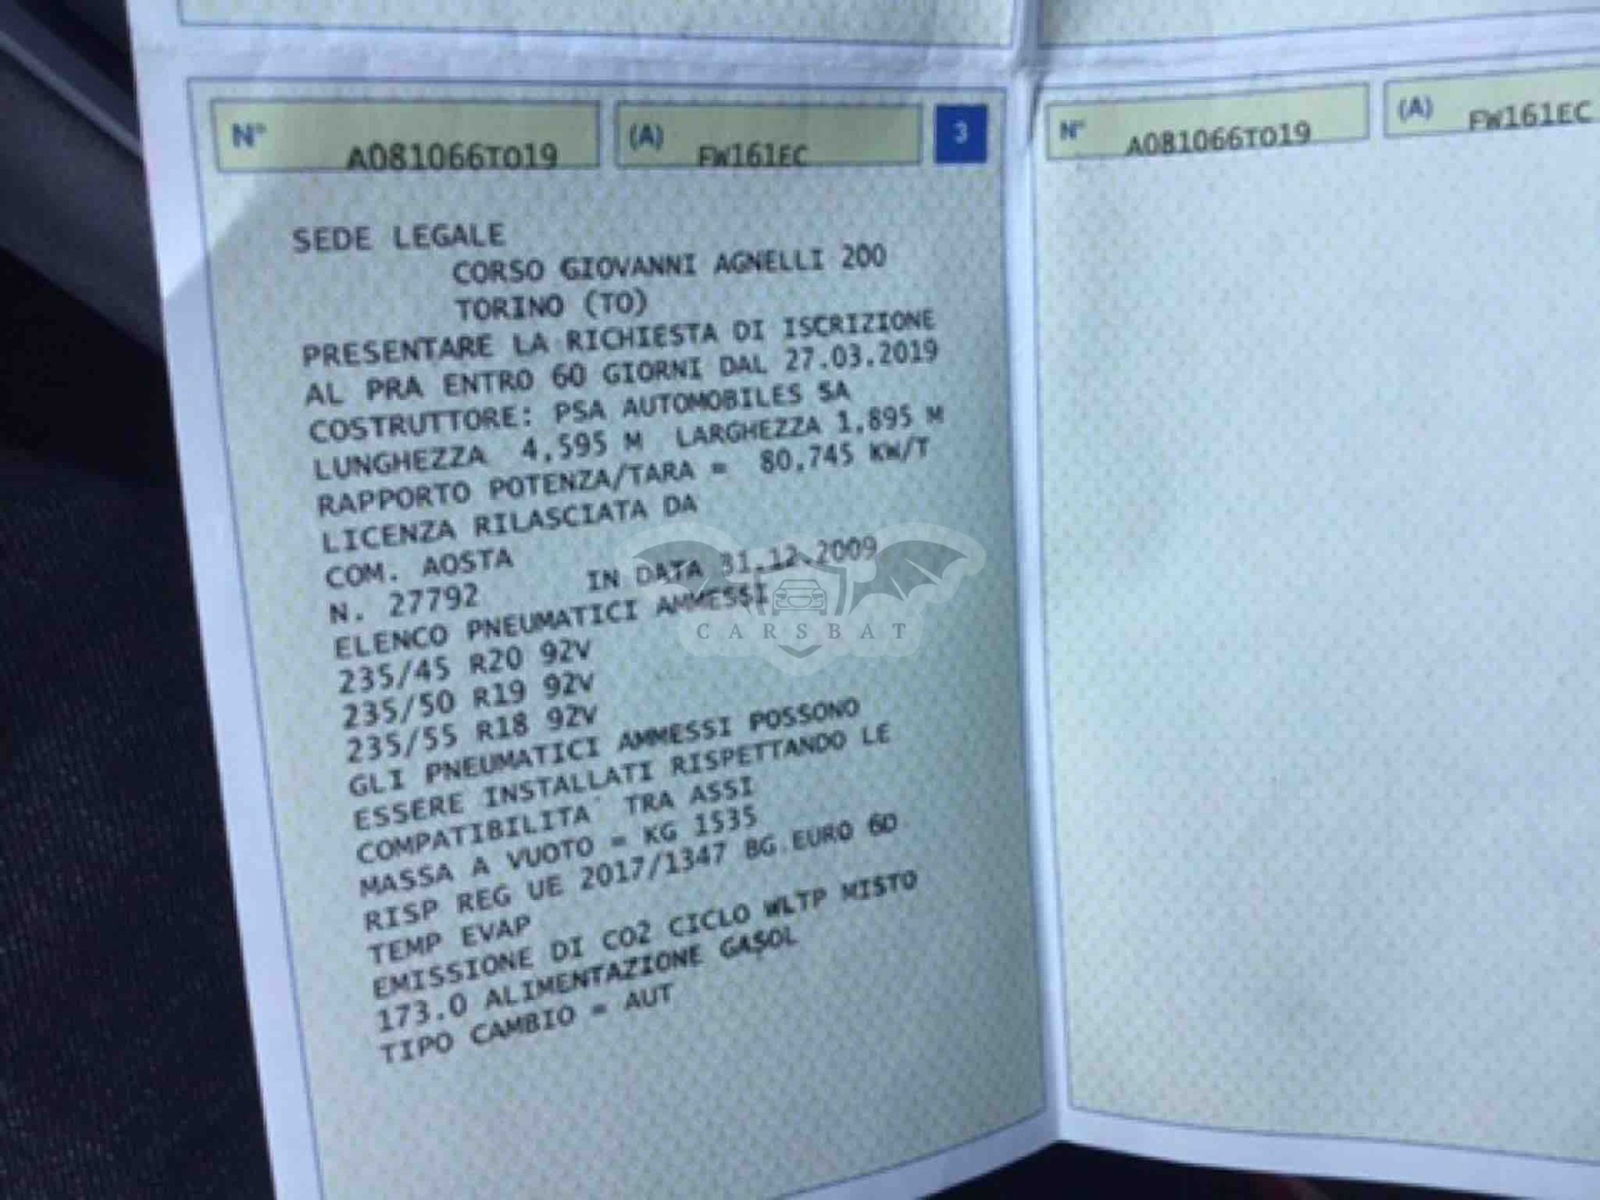 N° A081066TO19 (A) FW161EC 3
SEDE LEGALE
CORSO GIOVANNI AGNELLI 200
TORINO (TO)
PRESENTARE LA RICHIESTA DI ISCRIZIONE
AL PRA ENTRO 60 GIORNI DAL 27.03.2019
COSTRUTTORE: PSA AUTOMOBILES SA
LUNGHEZZA 4,595 M LARGHEZZA 1,895 M
RAPPORTO POTENZA/TARA = 80,745 KW/T
LICENZA RILASCIATA DA
COM. AOSTA
N. 27792 IN DATA 31.12.2009
ELENCO PNEUMATICI AMMESSI
235/45 R20 92V
235/50 R19 92V
235/55 R18 92V
GLI PNEUMATICI AMMESSI POSSONO
ESSERE INSTALLATI RISPETTANDO LE
COMPATIBILITA' TRA ASSI
MASSA A VUOTO = KG 1535
RISP REG UE 2017/1347 BG EURO 6D
TEMP EVAP
EMISSIONE DI CO2 CICLO WLTP MISTO
173.0 ALIMENTAZIONE GASOL
TIPO CAMBIO = AUT
CARSBAT
N° A081066TO19 (A) FW161EC